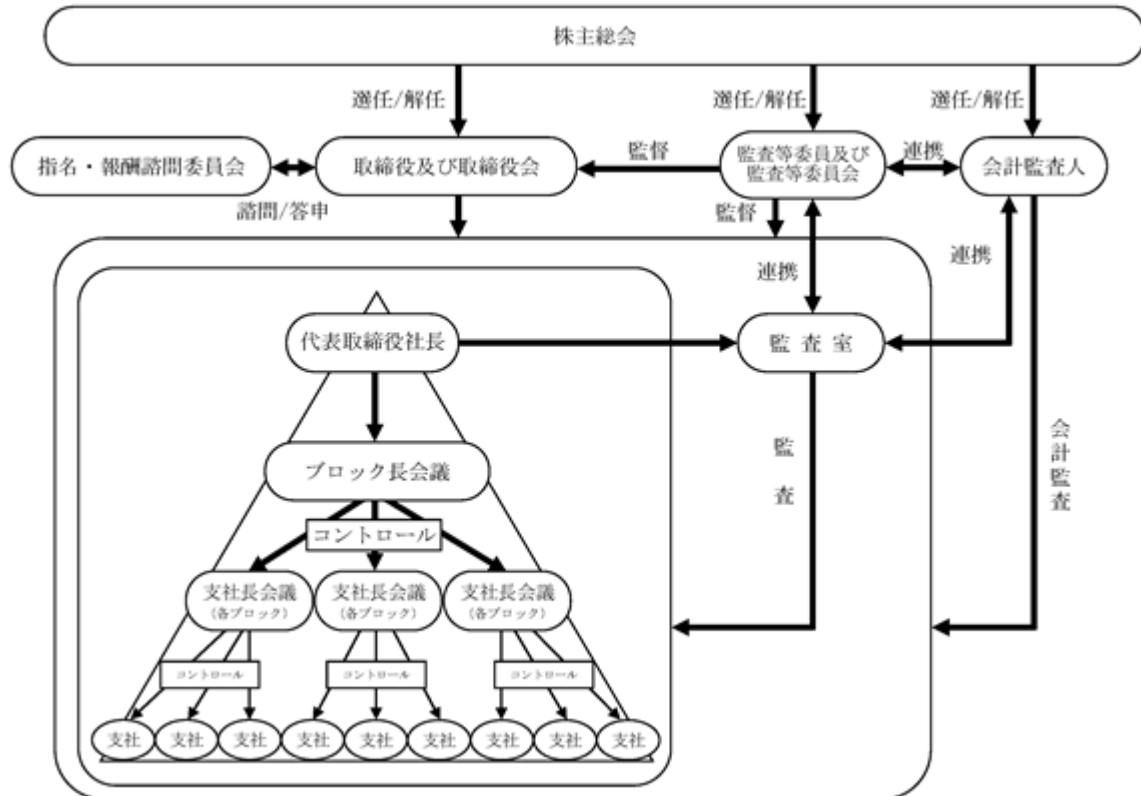 株主総会
選任/解任
選任/解任
選任/解任
指名・報酬諮問委員会
取締役及び取締役会
監督
監査等委員及び
監査等委員会
連携
会計監査人
諮問/答申
監督
連携
連携
代表取締役社長
監査室
ブロック長会議
監査
会計監査
コントロール
支社長会議
(各ブロック)
支社長会議
(各ブロック)
支社長会議
(各ブロック)
コントロール
コントロール
コントロール
支社
支社
支社
支社
支社
支社
支社
支社
支社